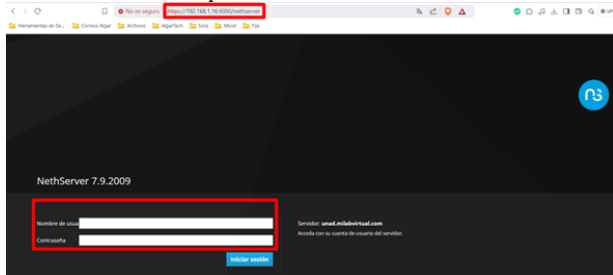 No es seguro https://192.168.1.16:9090/nethserver
Herramientas de Se... Correos Algar Archivos AlgarTech Sora Movil Fija
ns
NethServer 7.9.2009
Nombre de usua
Contraseña
Iniciar sesión
Servidor: unad.milabvirtual.com
Acceda con su cuenta de usuario del servidor.